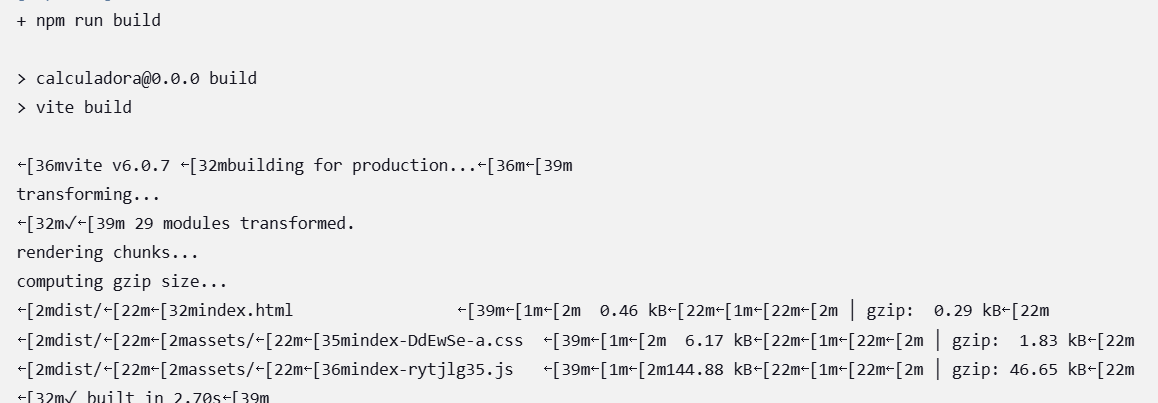 + npm run build
> calculadora@0.0.0 build
> vite build
←[36mvite v6.0.7 ←[32mbuilding for production...←[36m←[39m
transforming...
←[32m✓←[39m 29 modules transformed.
rendering chunks...
computing gzip size...
←[2mdist/←[22m←[32mindex.html                 ←[39m←[1m←[2m  0.46 kB←[22m←[1m←[22m←[2m │ gzip:  0.29 kB←[22m
←[2mdist/←[22m←[2massets/←[22m←[35mindex-DdEwSe-a.css  ←[39m←[1m←[2m  6.17 kB←[22m←[1m←[22m←[2m │ gzip:  1.83 kB←[22m
←[2mdist/←[22m←[2massets/←[22m←[36mindex-rytjlg35.js   ←[39m←[1m←[2m144.88 kB←[22m←[1m←[22m←[2m │ gzip: 46.65 kB←[22m
←[32m✓ built in 2.70s←[39m